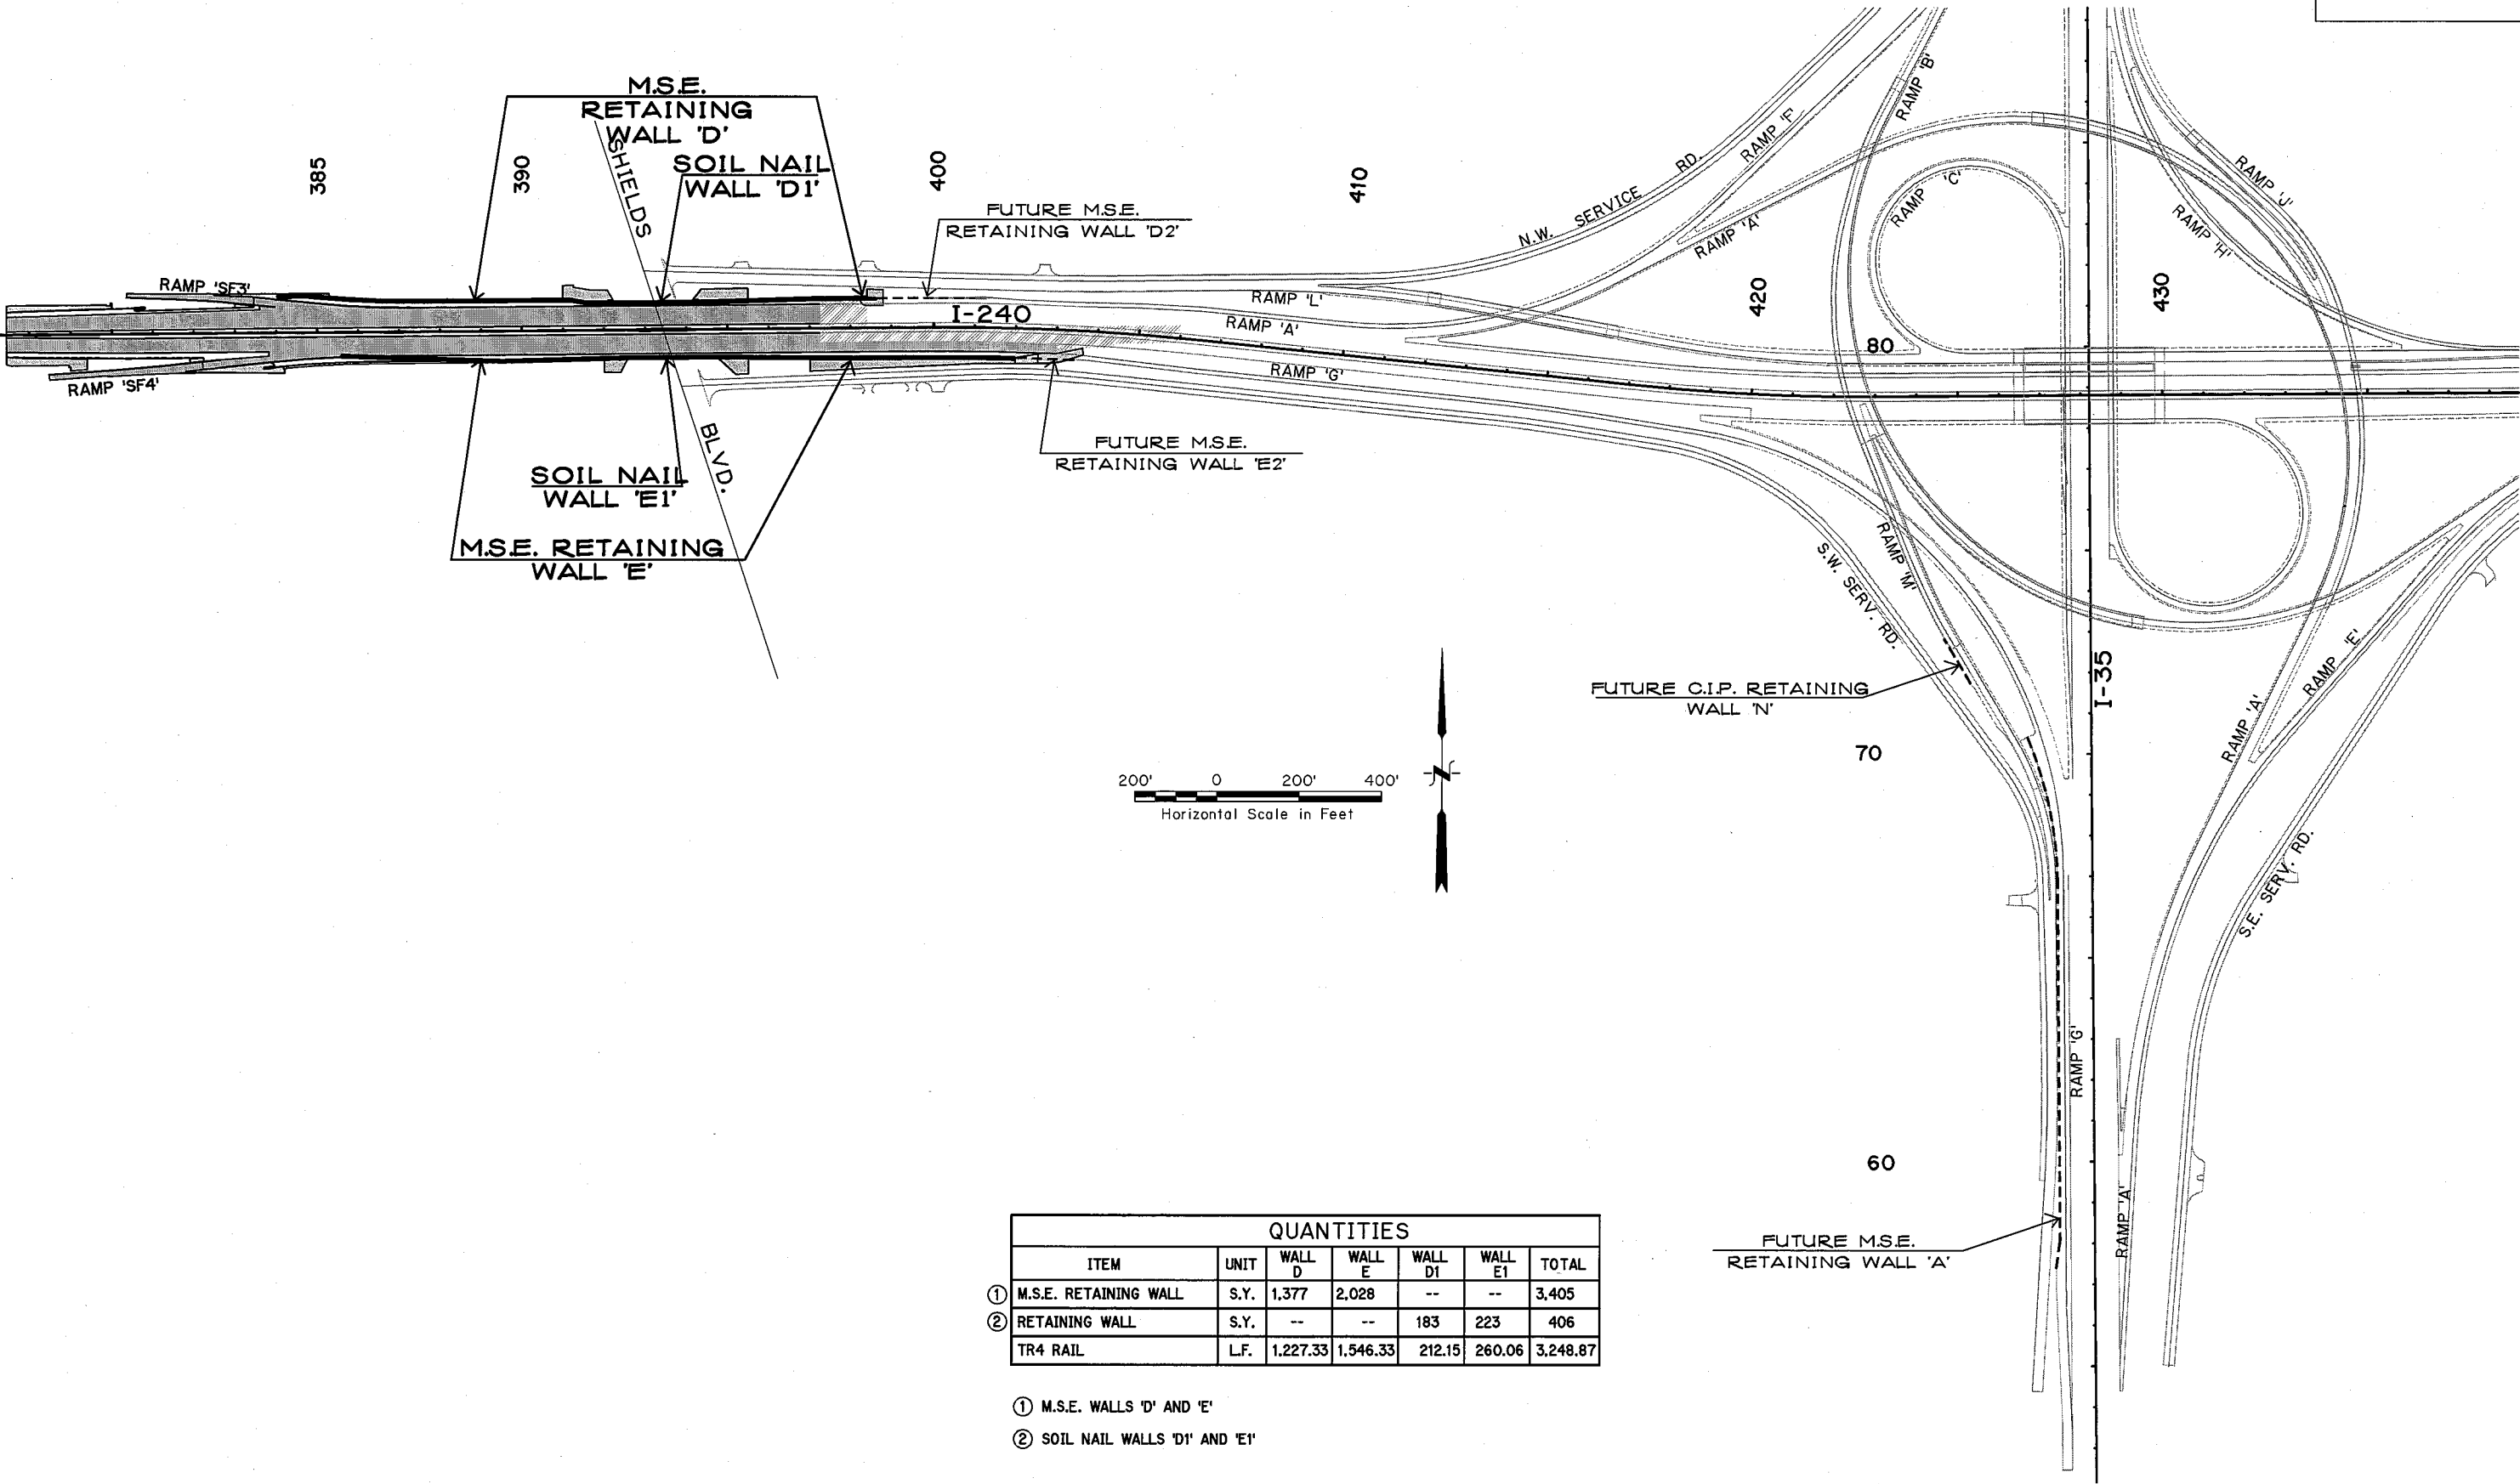 M.S.E.
RETAINING
WALL 'D'
SOIL NAIL
WALL 'D1'
SHIELDS
BLVD.
385
390
400
410
420
430
FUTURE M.S.E.
RETAINING WALL 'D2'
N.W. SERVICE RD.
RAMP 'F'
RAMP 'B'
RAMP 'A'
RAMP 'C'
RAMP 'J'
RAMP 'H'
RAMP 'SF3'
RAMP 'SF4'
I-240
RAMP 'L'
RAMP 'A'
RAMP 'G'
80
FUTURE M.S.E.
RETAINING WALL 'E2'
SOIL NAIL
WALL 'E1'
M.S.E. RETAINING
WALL 'E'
RAMP 'M'
S.W. SERV. RD.
FUTURE C.I.P. RETAINING
WALL 'N'
I-35
RAMP 'E'
RAMP 'A'
70
S.E. SERV. RD.
200' 0 200' 400'
Horizontal Scale in Feet
N
RAMP 'G'
60
RAMP 'A'
FUTURE M.S.E.
RETAINING WALL 'A'
QUANTITIES
ITEM UNIT WALL D WALL E WALL D1 WALL E1 TOTAL
① M.S.E. RETAINING WALL S.Y. 1,377 2,028 -- -- 3,405
② RETAINING WALL S.Y. -- -- 183 223 406
TR4 RAIL L.F. 1,227.33 1,546.33 212.15 260.06 3,248.87
① M.S.E. WALLS 'D' AND 'E'
② SOIL NAIL WALLS 'D1' AND 'E1'